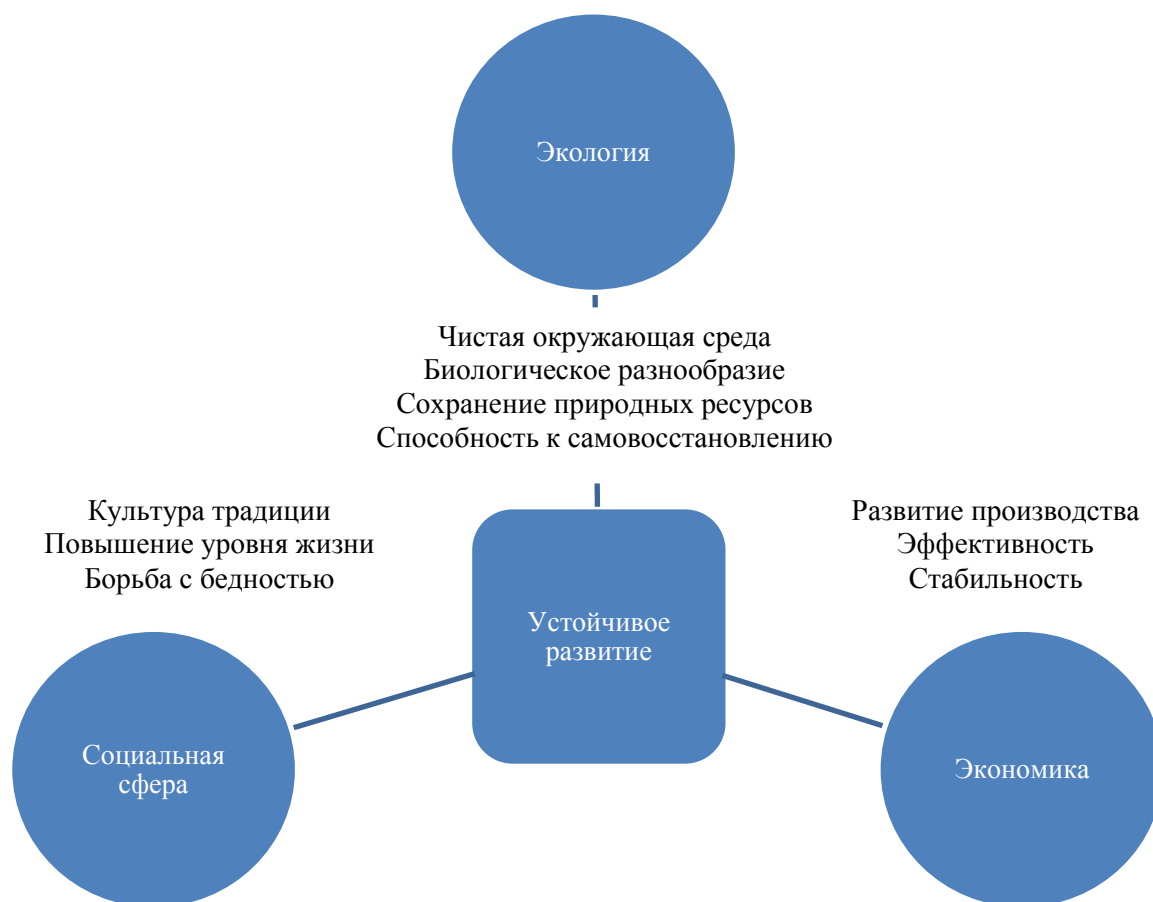 Экология
Чистая окружающая среда
Биологическое разнообразие
Сохранение природных ресурсов
Способность к самовосстановлению
Культура традиции
Повышение уровня жизни
Борьба с бедностью
Развитие производства
Эффективность
Стабильность
Устойчивое
развитие
Социальная
сфера
Экономика